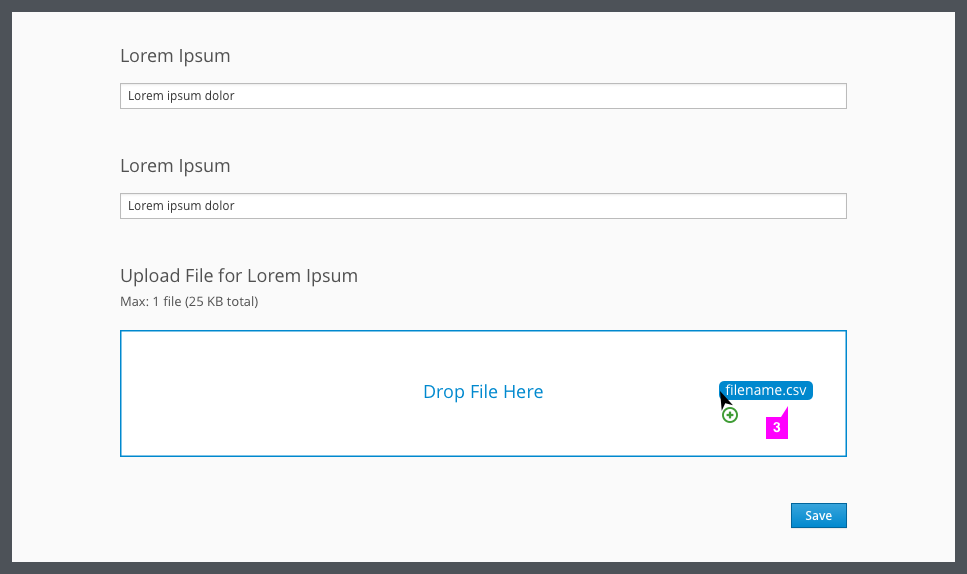 Lorem Ipsum
Lorem ipsum dolor
Lorem Ipsum
Lorem ipsum dolor
Upload File for Lorem Ipsum
Max: 1 file (25 KB total)
Drop File Here
filename.csv
3
Save